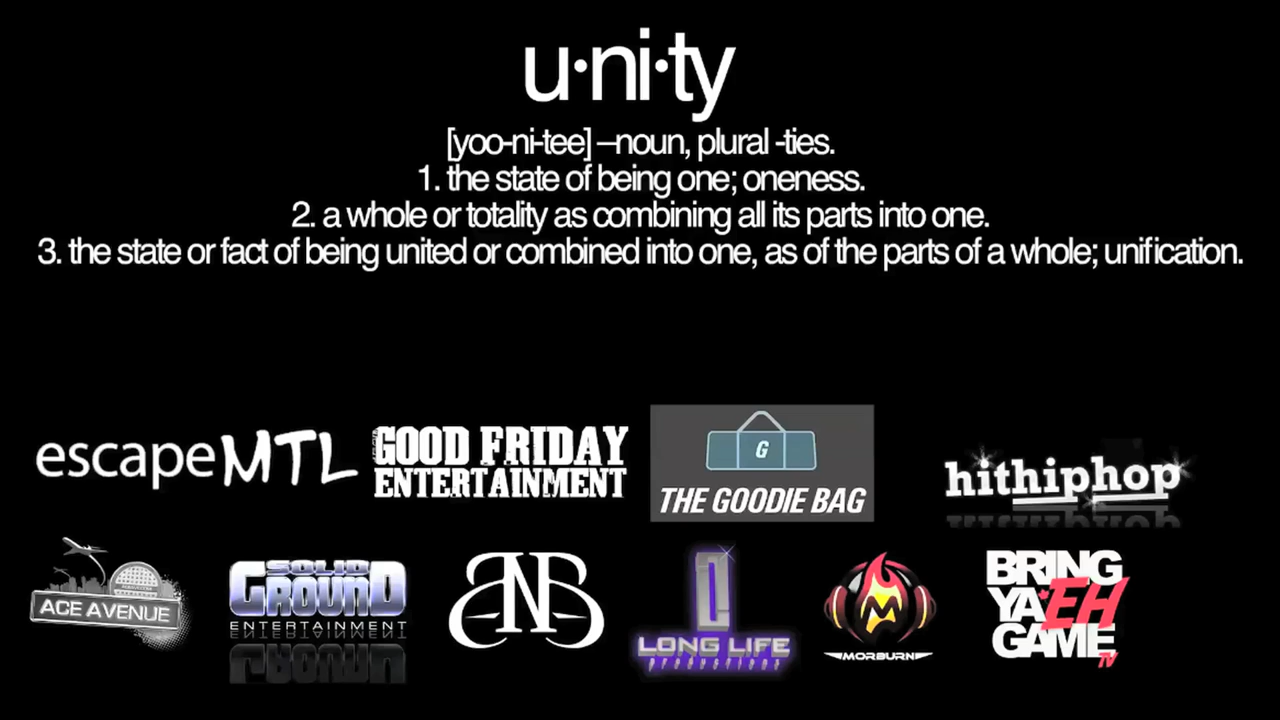 u·ni·ty
[yoo-ni-tee] –noun, plural -ties.
1. the state of being one; oneness.
2. a whole or totality as combining all its parts into one.
3. the state or fact of being united or combined into one, as of the parts of a whole; unification.
escapeMTL
GOOD FRIDAY
ENTERTAINMENT
G
THE GOODIE BAG
hithiphop
ACE AVENUE
SOLID
GROUND
ENTERTAINMENT
BNB
LONG LIFE
PRODUCTIONS
M
MORBURN
BRING
YA EH
GAME
TV